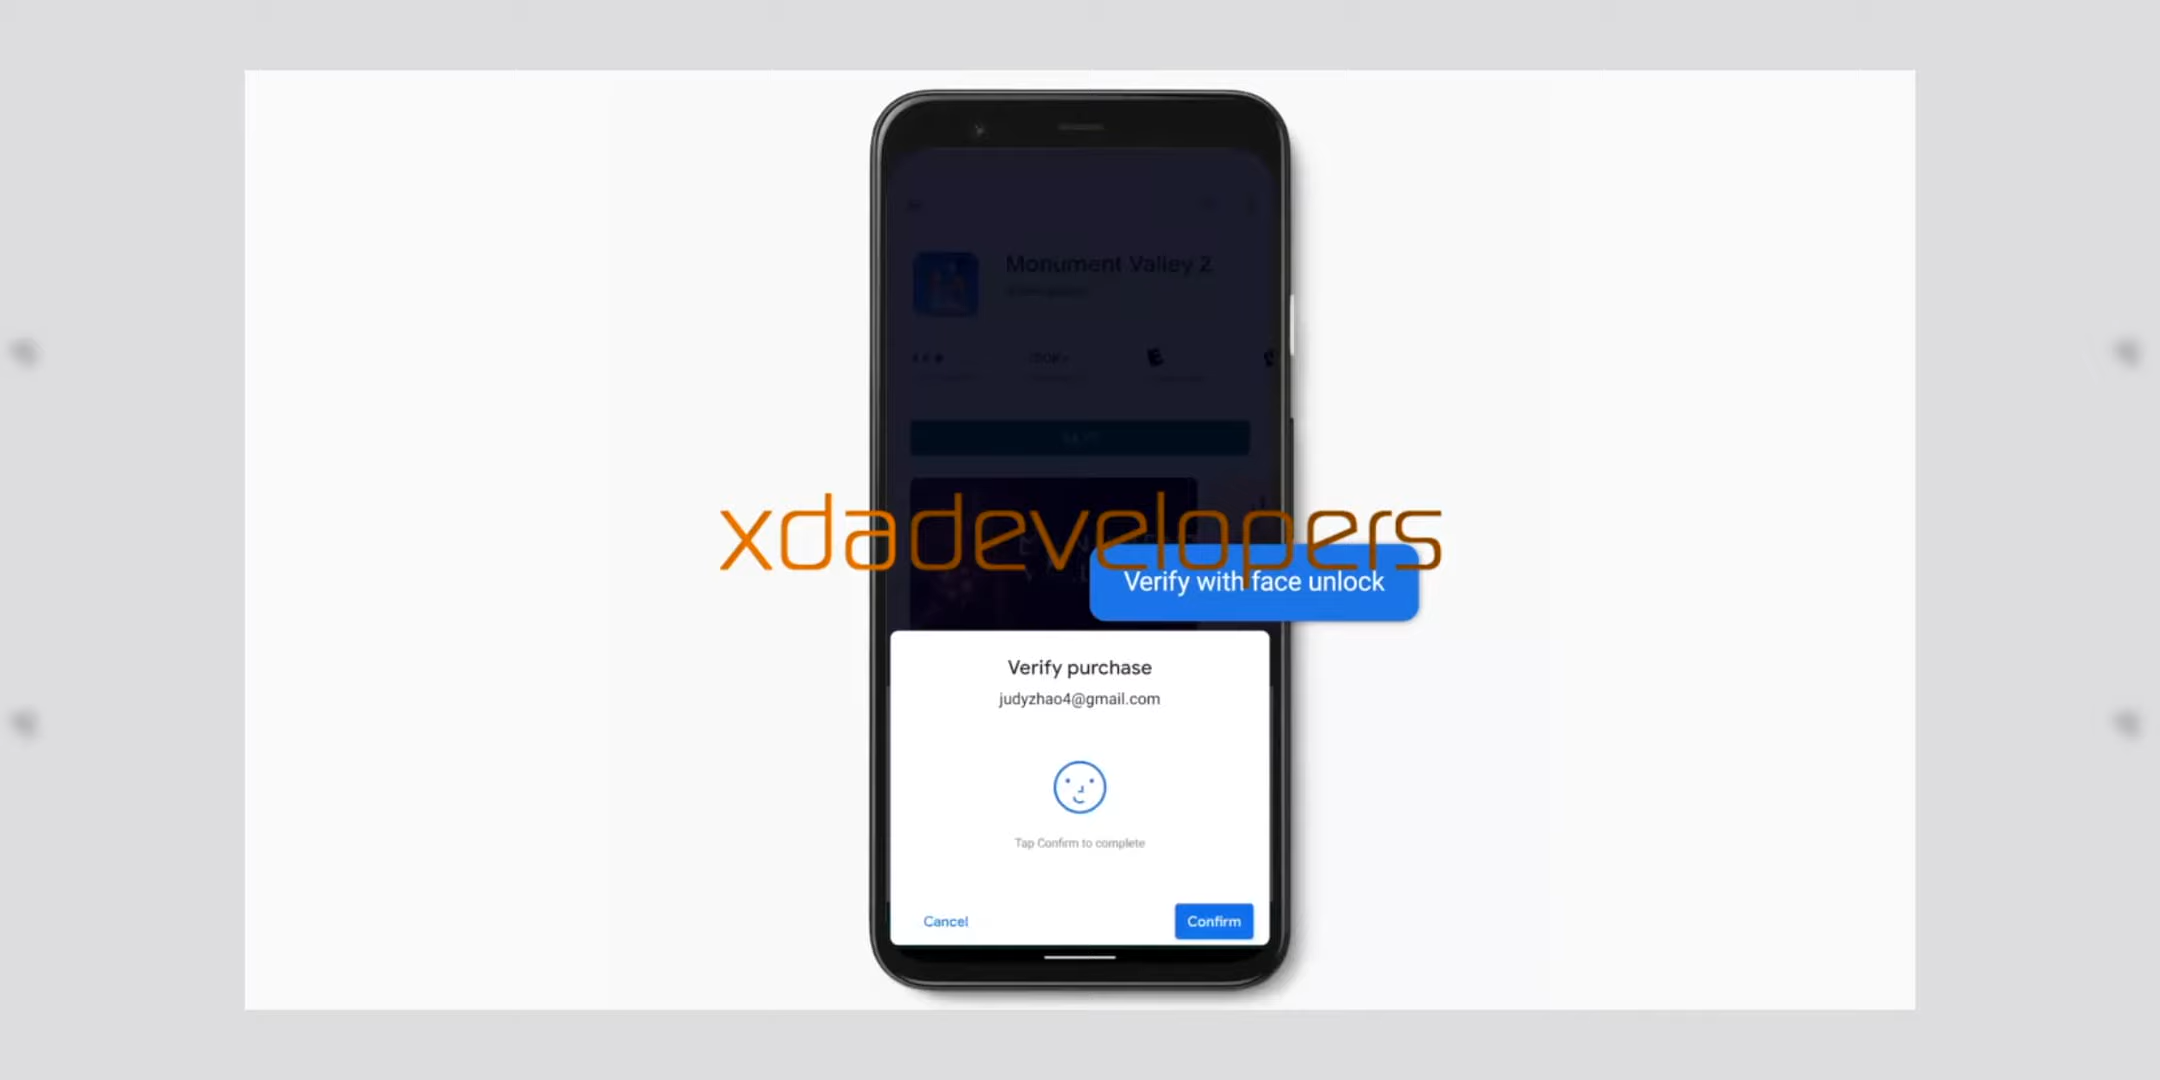 Monument Valley 2
150K+
E
xdadevelopers
Verify with face unlock
Verify purchase
judyzhao4@gmail.com
Tap Confirm to complete
Cancel
Confirm